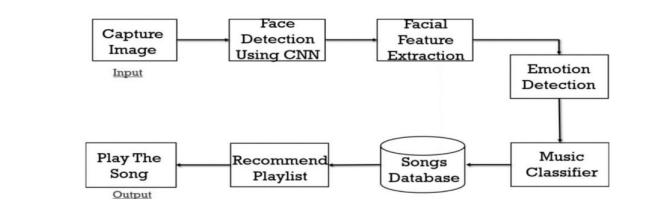 Capture
Image
Input
Face
Detection
Using CNN
Facial
Feature
Extraction
Emotion
Detection
Music
Classifier
Songs
Database
Recommend
Playlist
Play The
Song
Output